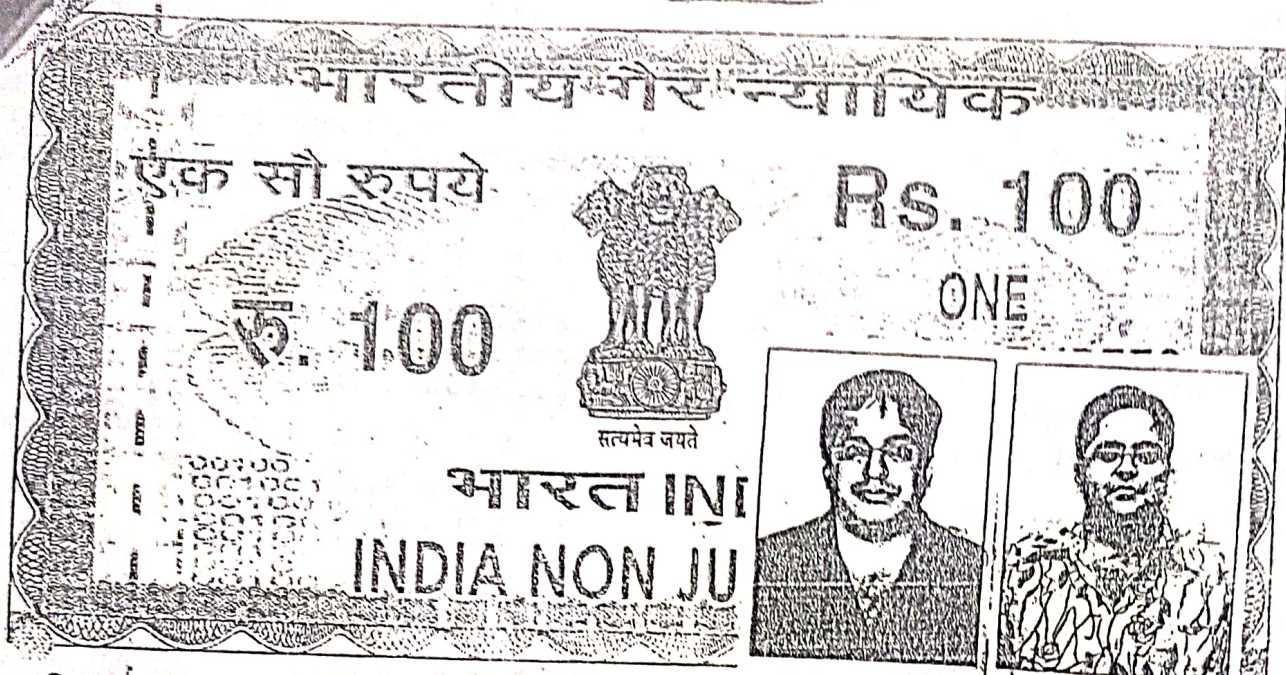 भारतीय गैर न्यायिक
एक सौ रुपये
Rs. 100
ONE
रु. 100
सत्यमेव जयते
भारत INI
INDIA NON JU